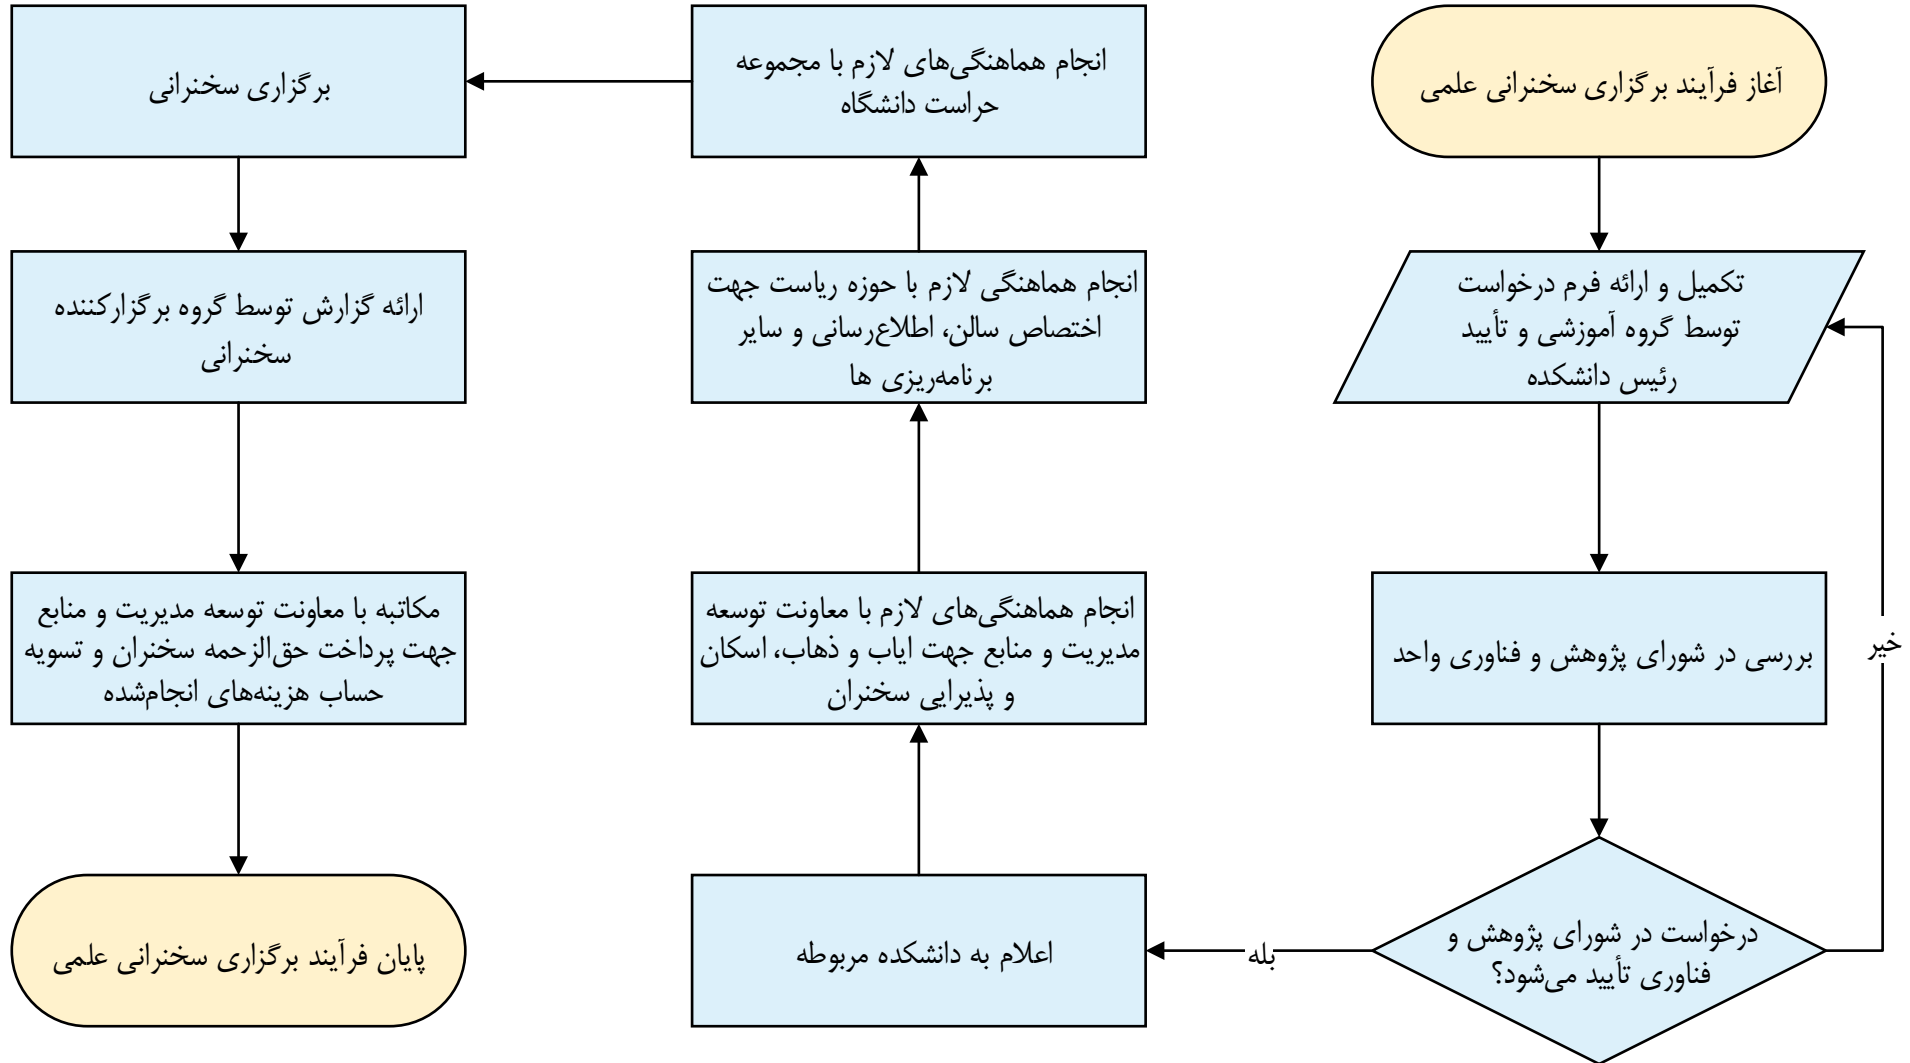 آغاز فرآیند برگزاری سخنرانی علمی
تکمیل و ارائه فرم درخواست
توسط گروه آموزشی و تأیید
رئیس دانشکده
بررسی در شورای پژوهش و فناوری واحد
درخواست در شورای پژوهش و
فناوری تأیید می‌شود؟
خیر
بله
اعلام به دانشکده مربوطه
انجام هماهنگی‌های لازم با معاونت توسعه
مدیریت و منابع جهت ایاب و ذهاب، اسکان
و پذیرایی سخنران
انجام هماهنگی لازم با حوزه ریاست جهت
اختصاص سالن، اطلاع‌رسانی و سایر
برنامه‌ریزی ها
انجام هماهنگی‌های لازم با مجموعه
حراست دانشگاه
برگزاری سخنرانی
ارائه گزارش توسط گروه برگزارکننده
سخنرانی
مکاتبه با معاونت توسعه مدیریت و منابع
جهت پرداخت حق‌الزحمه سخنران و تسویه
حساب هزینه‌های انجام‌شده
پایان فرآیند برگزاری سخنرانی علمی